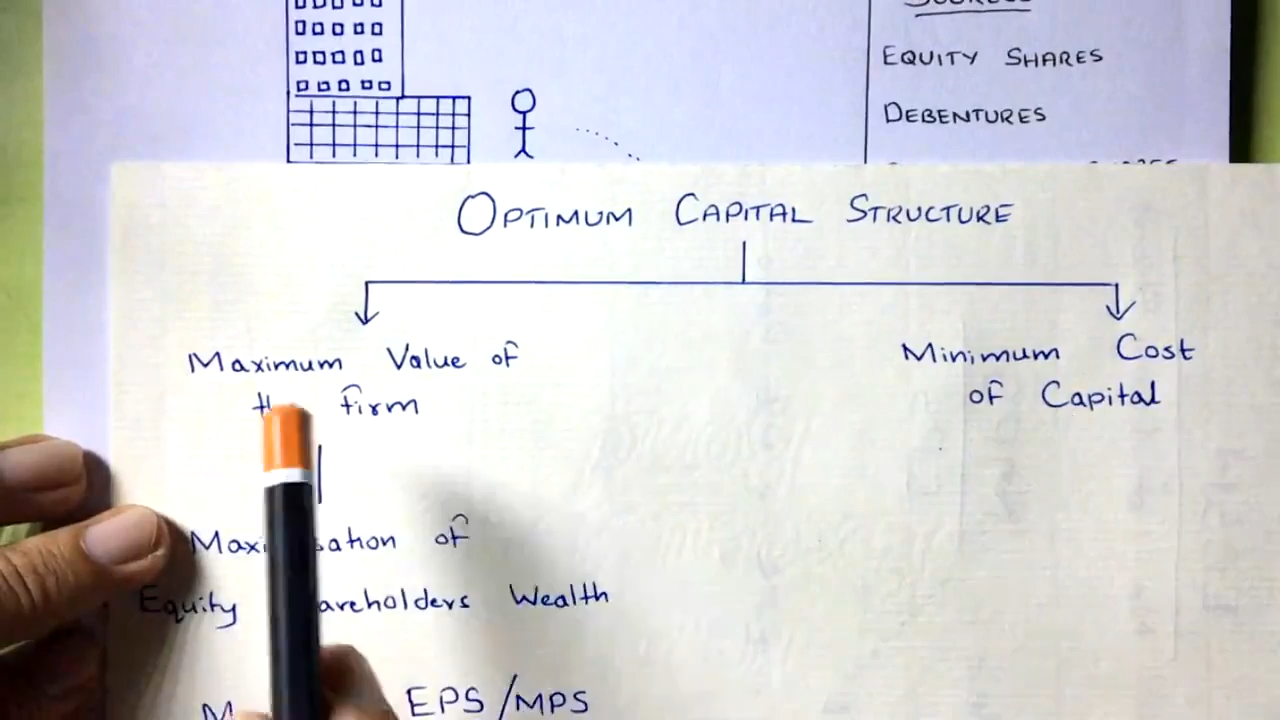 EQUITY SHARES
DEBENTURES
OPTIMUM CAPITAL STRUCTURE
Maximum Value of
firm
Minimum Cost
of Capital
of
Equity Wealth
EPS/MPS